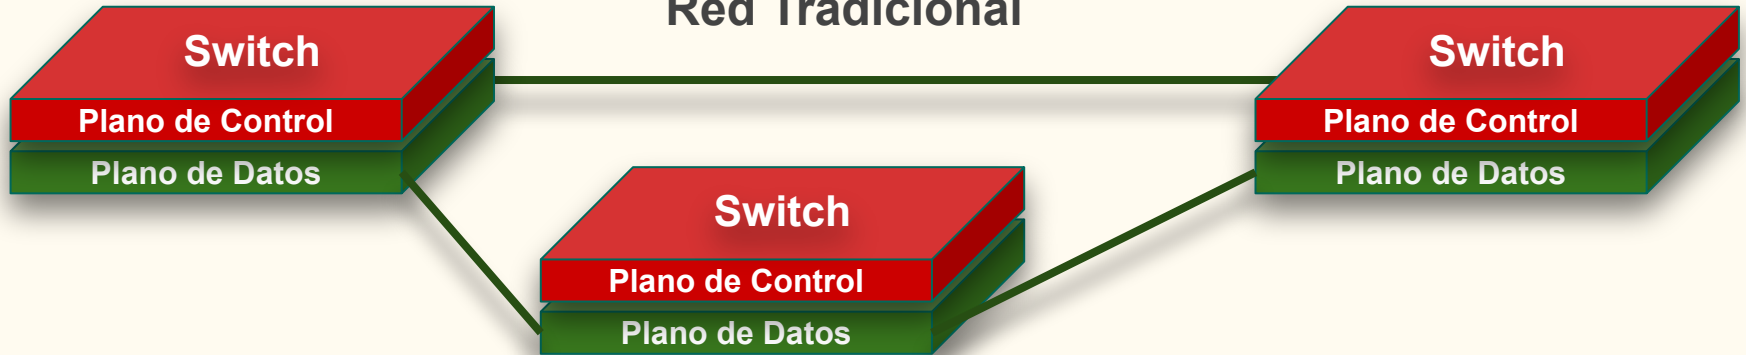 Red Tradicional
Switch
Plano de Control
Plano de Datos
Switch
Plano de Control
Plano de Datos
Switch
Plano de Control
Plano de Datos